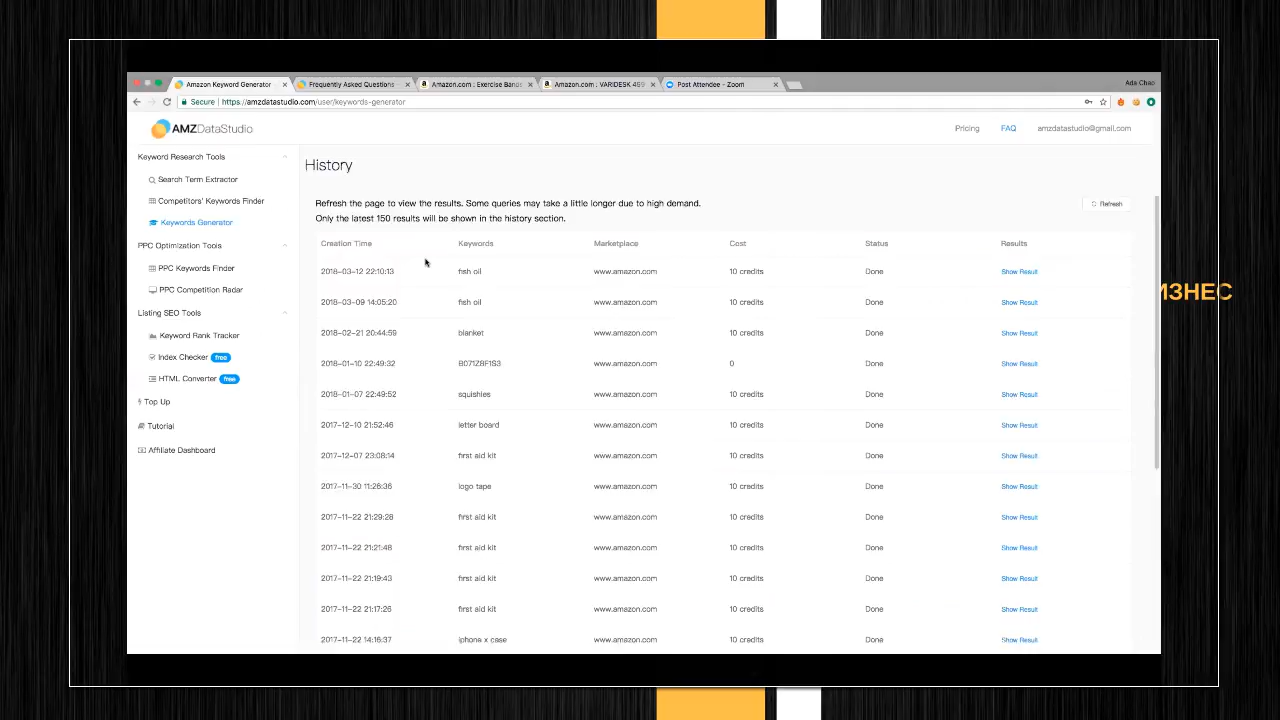 Amazon Keyword Generator
Frequently Asked Questions
Amazon.com : Exercise Bands
Amazon.com : VARIDESK 469
Post Attendee - Zoom
Ada Chao
Secure
https://amzdatastudio.com/user/keywords-generator
AMZDataStudio
Pricing
FAQ
amzdatastudio@gmail.com
Keyword Research Tools
Search Term Extractor
Competitors' Keywords Finder
Keywords Generator
PPC Optimization Tools
PPC Keywords Finder
PPC Competition Radar
Listing SEO Tools
Keyword Rank Tracker
Index Checker free
HTML Converter free
Top Up
Tutorial
Affiliate Dashboard
History
Refresh the page to view the results. Some queries may take a little longer due to high demand.
Only the latest 150 results will be shown in the history section.
Refresh
Creation Time Keywords Marketplace Cost Status Results
2018-03-12 22:10:13 fish oil www.amazon.com 10 credits Done Show Result
2018-03-09 14:05:20 fish oil www.amazon.com 10 credits Done Show Result
2018-02-21 20:44:59 blanket www.amazon.com 10 credits Done Show Result
2018-01-10 22:49:32 B071Z8F1S3 www.amazon.com 0 Done Show Result
2018-01-07 22:49:52 squishies www.amazon.com 10 credits Done Show Result
2017-12-10 21:52:46 letter board www.amazon.com 10 credits Done Show Result
2017-12-07 23:08:14 first aid kit www.amazon.com 10 credits Done Show Result
2017-11-30 11:26:36 logo tape www.amazon.com 10 credits Done Show Result
2017-11-22 21:29:28 first aid kit www.amazon.com 10 credits Done Show Result
2017-11-22 21:21:48 first aid kit www.amazon.com 10 credits Done Show Result
2017-11-22 21:19:43 first aid kit www.amazon.com 10 credits Done Show Result
2017-11-22 21:17:26 first aid kit www.amazon.com 10 credits Done Show Result
2017-11-22 14:16:37 iphone x case www.amazon.com 10 credits Done Show Result
ИЗНЕС